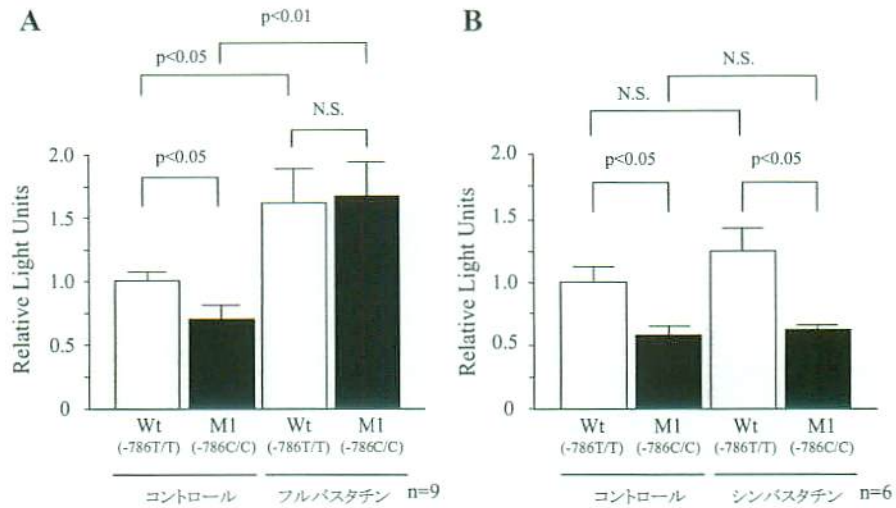 A
p<0.01
p<0.05
N.S.
p<0.05
Relative Light Units
2.0
1.5
1.0
0.5
0
Wt
(-786T/T)
M1
(-786C/C)
Wt
(-786T/T)
M1
(-786C/C)
コントロール
フルバスタチン
n=9
B
N.S.
N.S.
p<0.05
p<0.05
Relative Light Units
2.0
1.5
1.0
0.5
0
Wt
(-786T/T)
M1
(-786C/C)
Wt
(-786T/T)
M1
(-786C/C)
コントロール
シンバスタチン
n=6